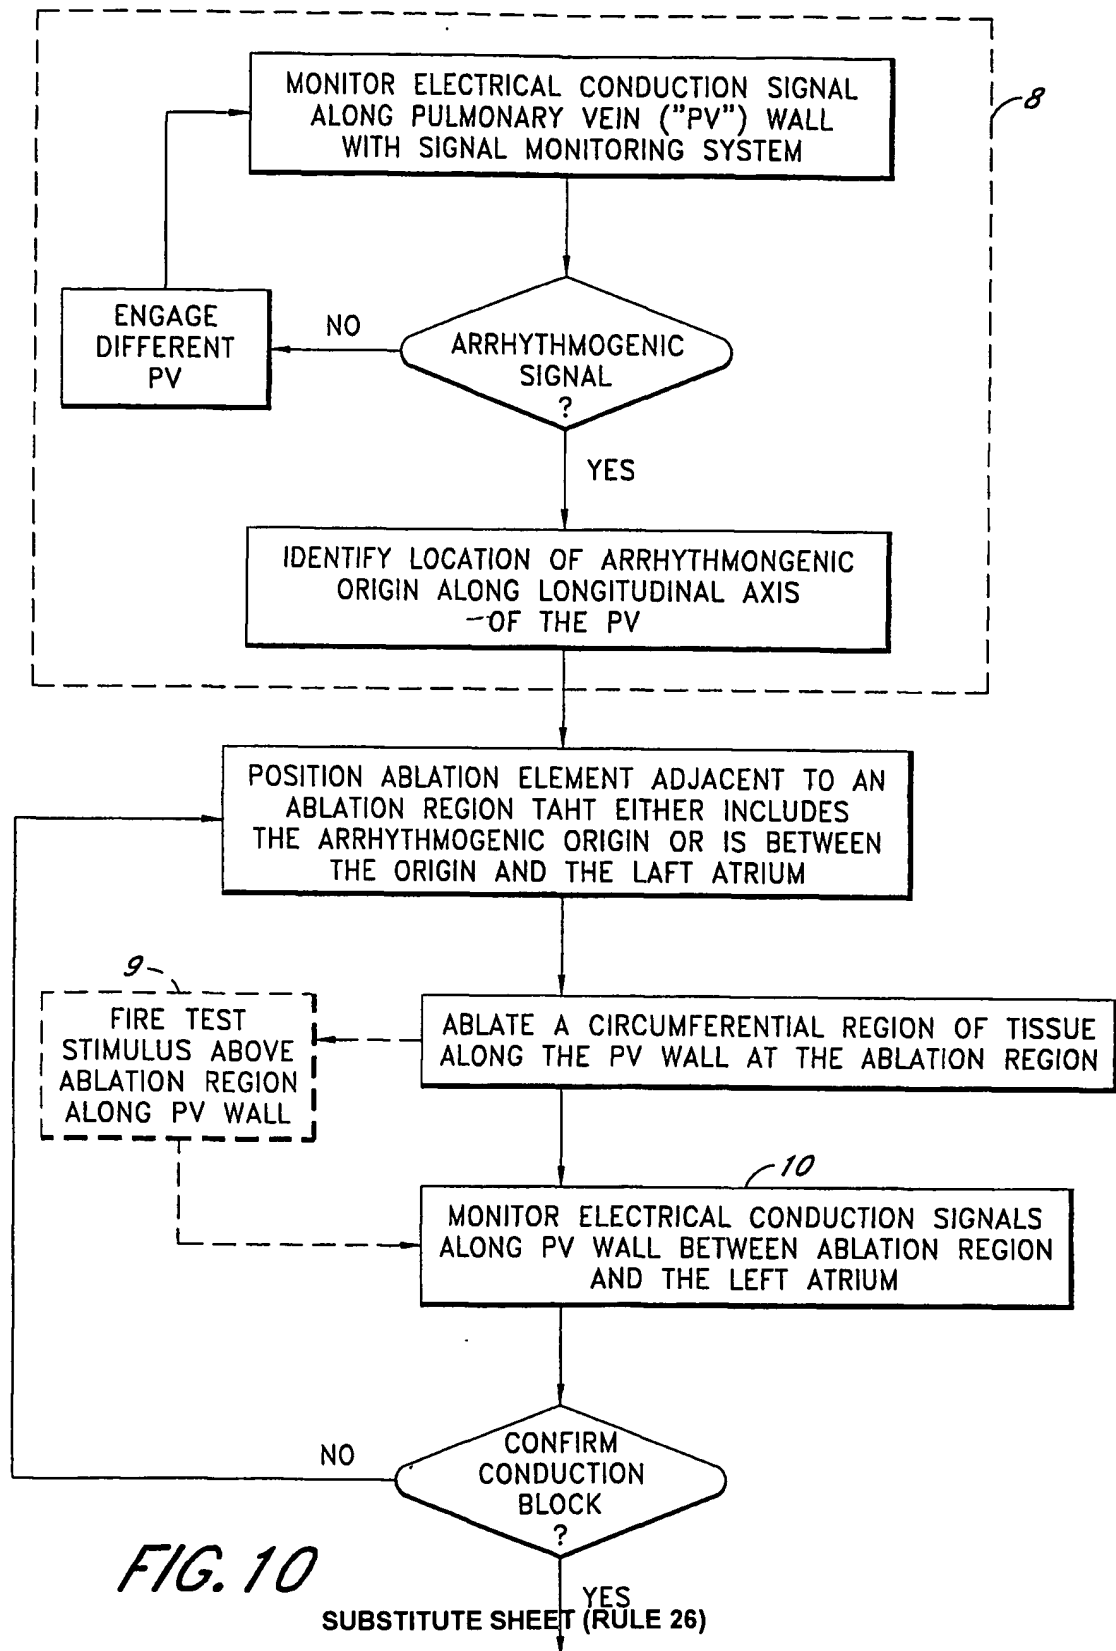 MONITOR ELECTRICAL CONDUCTION SIGNAL
ALONG PULMONARY VEIN ("PV") WALL
WITH SIGNAL MONITORING SYSTEM
8
ENGAGE
DIFFERENT
PV
NO
ARRHYTHMOGENIC
SIGNAL
?
YES
IDENTIFY LOCATION OF ARRHYTHMONGENIC
ORIGIN ALONG LONGITUDINAL AXIS
OF THE PV
POSITION ABLATION ELEMENT ADJACENT TO AN
ABLATION REGION TAHT EITHER INCLUDES
THE ARRHYTHMOGENIC ORIGIN OR IS BETWEEN
THE ORIGIN AND THE LAFT ATRIUM
9
FIRE TEST
STIMULUS ABOVE
ABLATION REGION
ALONG PV WALL
ABLATE A CIRCUMFERENTIAL REGION OF TISSUE
ALONG THE PV WALL AT THE ABLATION REGION
10
MONITOR ELECTRICAL CONDUCTION SIGNALS
ALONG PV WALL BETWEEN ABLATION REGION
AND THE LEFT ATRIUM
NO
CONFIRM
CONDUCTION
BLOCK
?
YES
FIG. 10
SUBSTITUTE SHEET (RULE 26)